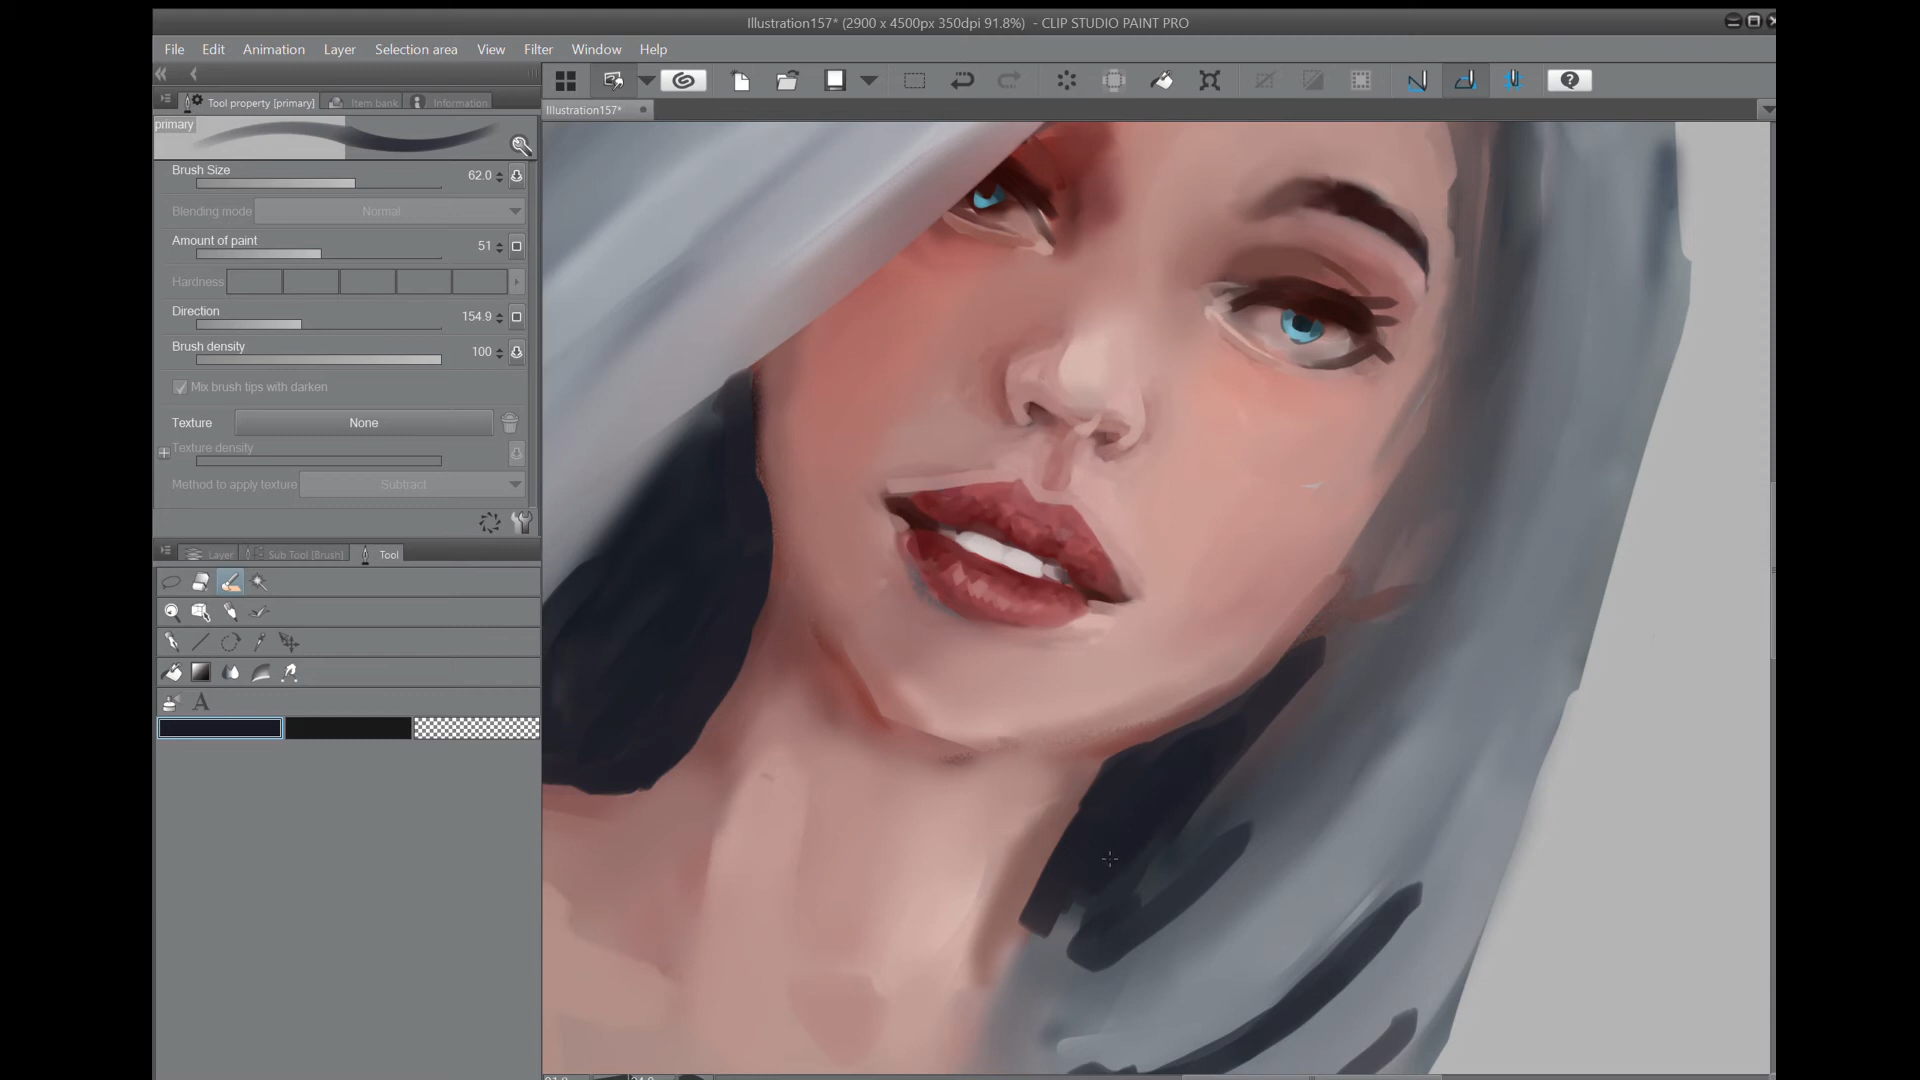 Illustration157* (2900 x 4500px 350dpi 91.8%) - CLIP STUDIO PAINT PRO
File Edit Animation Layer Selection area View Filter Window Help
Tool property [primary] Item bank Information
Illustration157*
primary
Brush Size 62.0
Blending mode Normal
Amount of paint 51
Hardness
Direction 154.9
Brush density 100
Mix brush tips with darken
Texture None
Texture density
Method to apply texture Subtract
Layer Sub Tool [Brush] Tool
A